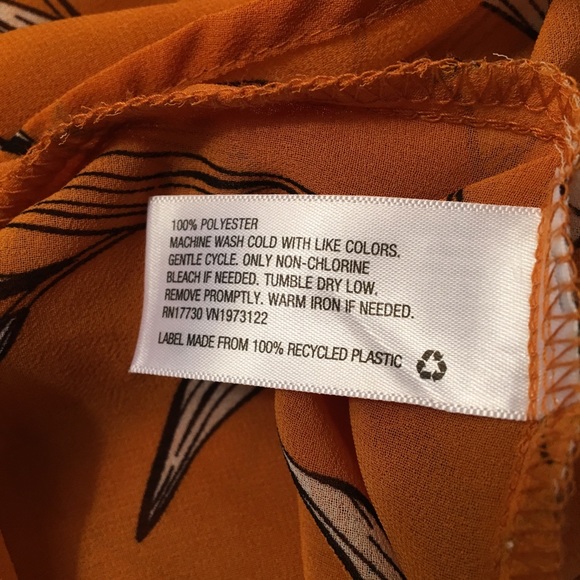 100% POLYESTER
MACHINE WASH COLD WITH LIKE COLORS.
GENTLE CYCLE. ONLY NON-CHLORINE
BLEACH IF NEEDED. TUMBLE DRY LOW.
REMOVE PROMPTLY. WARM IRON IF NEEDED.
RN17730 VN1973122
LABEL MADE FROM 100% RECYCLED PLASTIC